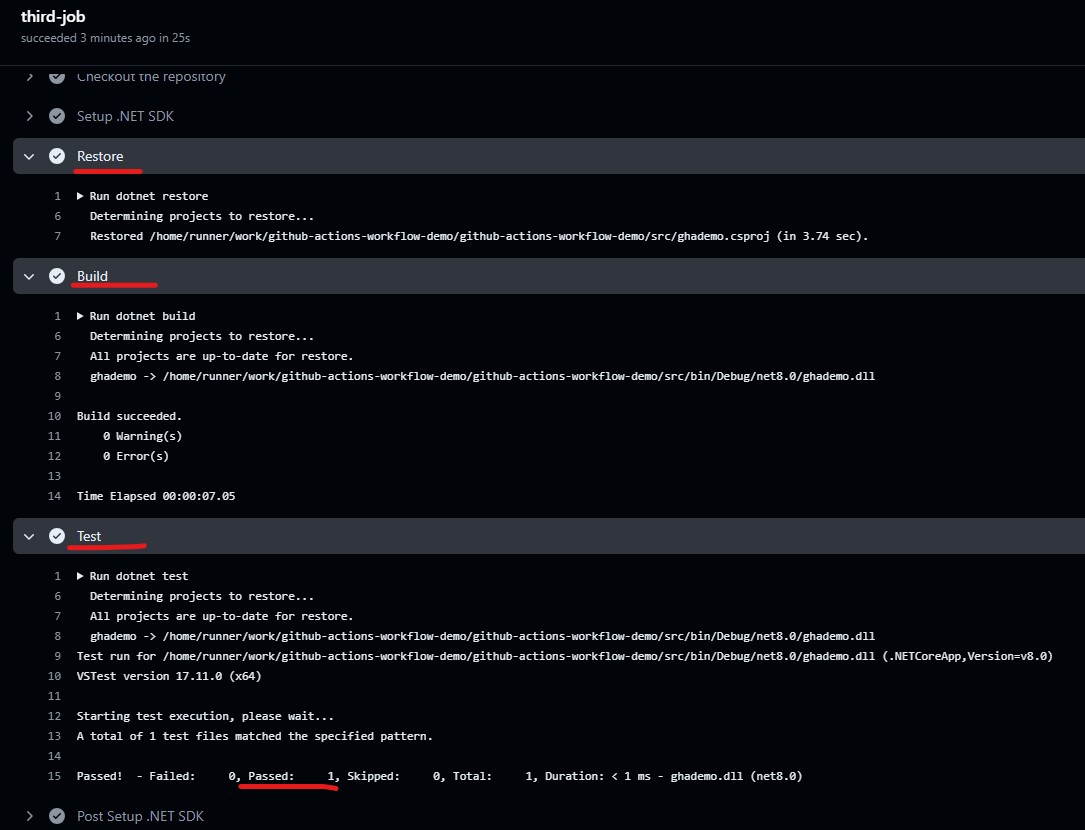 third-job
succeeded 3 minutes ago in 25s
Checkout the repository
Setup .NET SDK
Restore
1 Run dotnet restore
6 Determining projects to restore...
7 Restored /home/runner/work/github-actions-workflow-demo/github-actions-workflow-demo/src/ghademo.csproj (in 3.74 sec).
Build
1 Run dotnet build
6 Determining projects to restore...
7 All projects are up-to-date for restore.
8 ghademo -> /home/runner/work/github-actions-workflow-demo/github-actions-workflow-demo/src/bin/Debug/net8.0/ghademo.dll
9
10 Build succeeded.
11 0 Warning(s)
12 0 Error(s)
13
14 Time Elapsed 00:00:07.05
Test
1 Run dotnet test
6 Determining projects to restore...
7 All projects are up-to-date for restore.
8 ghademo -> /home/runner/work/github-actions-workflow-demo/github-actions-workflow-demo/src/bin/Debug/net8.0/ghademo.dll
9 Test run for /home/runner/work/github-actions-workflow-demo/github-actions-workflow-demo/src/bin/Debug/net8.0/ghademo.dll (.NETCoreApp,Version=v8.0)
10 VSTest version 17.11.0 (x64)
11
12 Starting test execution, please wait...
13 A total of 1 test files matched the specified pattern.
14
15 Passed! - Failed: 0, Passed: 1, Skipped: 0, Total: 1, Duration: < 1 ms - ghademo.dll (net8.0)
Post Setup .NET SDK